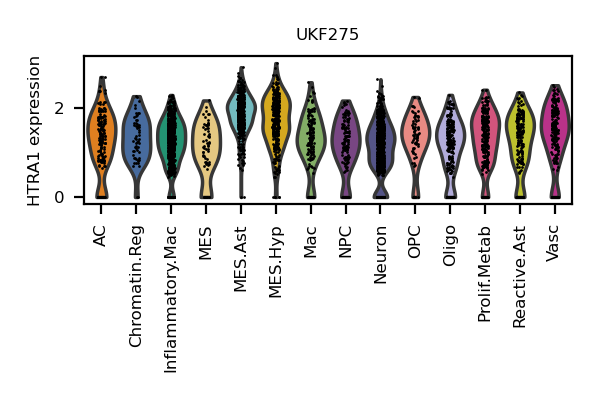 UKF275
HTRA1 expression
2
0
AC
Chromatin.Reg
Inflammatory.Mac
MES
MES.Ast
MES.Hyp
Mac
NPC
Neuron
OPC
Oligo
Prolif.Metab
Reactive.Ast
Vasc